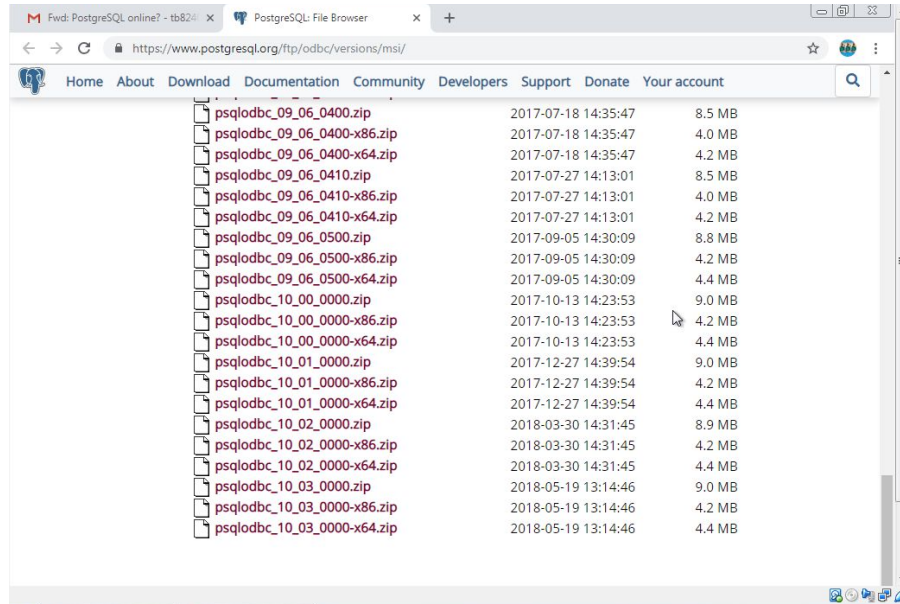 Fwd: PostgreSQL online? - tb824
PostgreSQL: File Browser
https://www.postgresql.org/ftp/odbc/versions/msi/
Home About Download Documentation Community Developers Support Donate Your account
psqlodbc_09_06_0400.zip 2017-07-18 14:35:47 8.5 MB
psqlodbc_09_06_0400-x86.zip 2017-07-18 14:35:47 4.0 MB
psqlodbc_09_06_0400-x64.zip 2017-07-18 14:35:47 4.2 MB
psqlodbc_09_06_0410.zip 2017-07-27 14:13:01 8.5 MB
psqlodbc_09_06_0410-x86.zip 2017-07-27 14:13:01 4.0 MB
psqlodbc_09_06_0410-x64.zip 2017-07-27 14:13:01 4.2 MB
psqlodbc_09_06_0500.zip 2017-09-05 14:30:09 8.8 MB
psqlodbc_09_06_0500-x86.zip 2017-09-05 14:30:09 4.2 MB
psqlodbc_09_06_0500-x64.zip 2017-09-05 14:30:09 4.4 MB
psqlodbc_10_00_0000.zip 2017-10-13 14:23:53 9.0 MB
psqlodbc_10_00_0000-x86.zip 2017-10-13 14:23:53 4.2 MB
psqlodbc_10_00_0000-x64.zip 2017-10-13 14:23:53 4.4 MB
psqlodbc_10_01_0000.zip 2017-12-27 14:39:54 9.0 MB
psqlodbc_10_01_0000-x86.zip 2017-12-27 14:39:54 4.2 MB
psqlodbc_10_01_0000-x64.zip 2017-12-27 14:39:54 4.4 MB
psqlodbc_10_02_0000.zip 2018-03-30 14:31:45 8.9 MB
psqlodbc_10_02_0000-x86.zip 2018-03-30 14:31:45 4.2 MB
psqlodbc_10_02_0000-x64.zip 2018-03-30 14:31:45 4.4 MB
psqlodbc_10_03_0000.zip 2018-05-19 13:14:46 9.0 MB
psqlodbc_10_03_0000-x86.zip 2018-05-19 13:14:46 4.2 MB
psqlodbc_10_03_0000-x64.zip 2018-05-19 13:14:46 4.4 MB